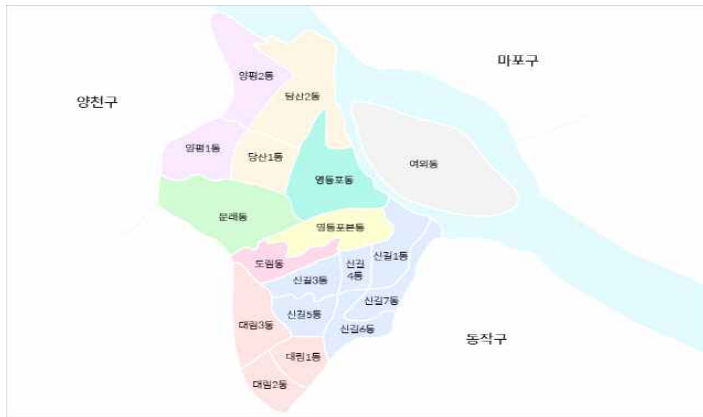 마포구
양평2동
당산2동
양천구
양평1동
당산1동
여의동
영등포동
문래동
영등포본동
신길1동
도림동
신길
4동
신길3동
신길7동
신길5동
대림3동
신길6동
동작구
대림1동
대림2동